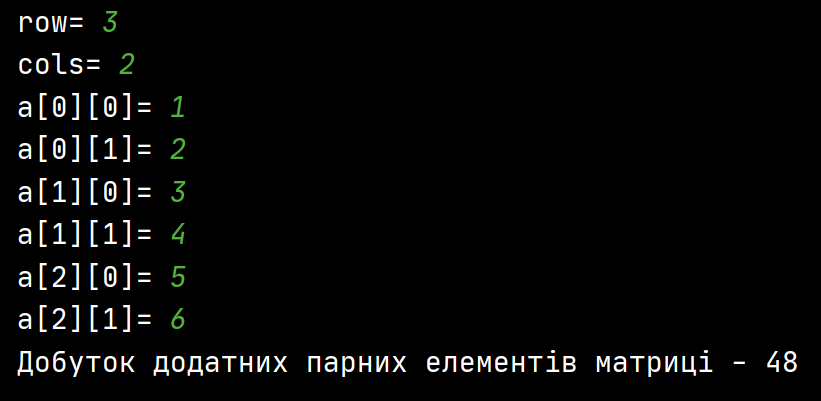 row= 3
cols= 2
a[0][0]= 1
a[0][1]= 2
a[1][0]= 3
a[1][1]= 4
a[2][0]= 5
a[2][1]= 6
Добуток додатних парних елементів матриці - 48